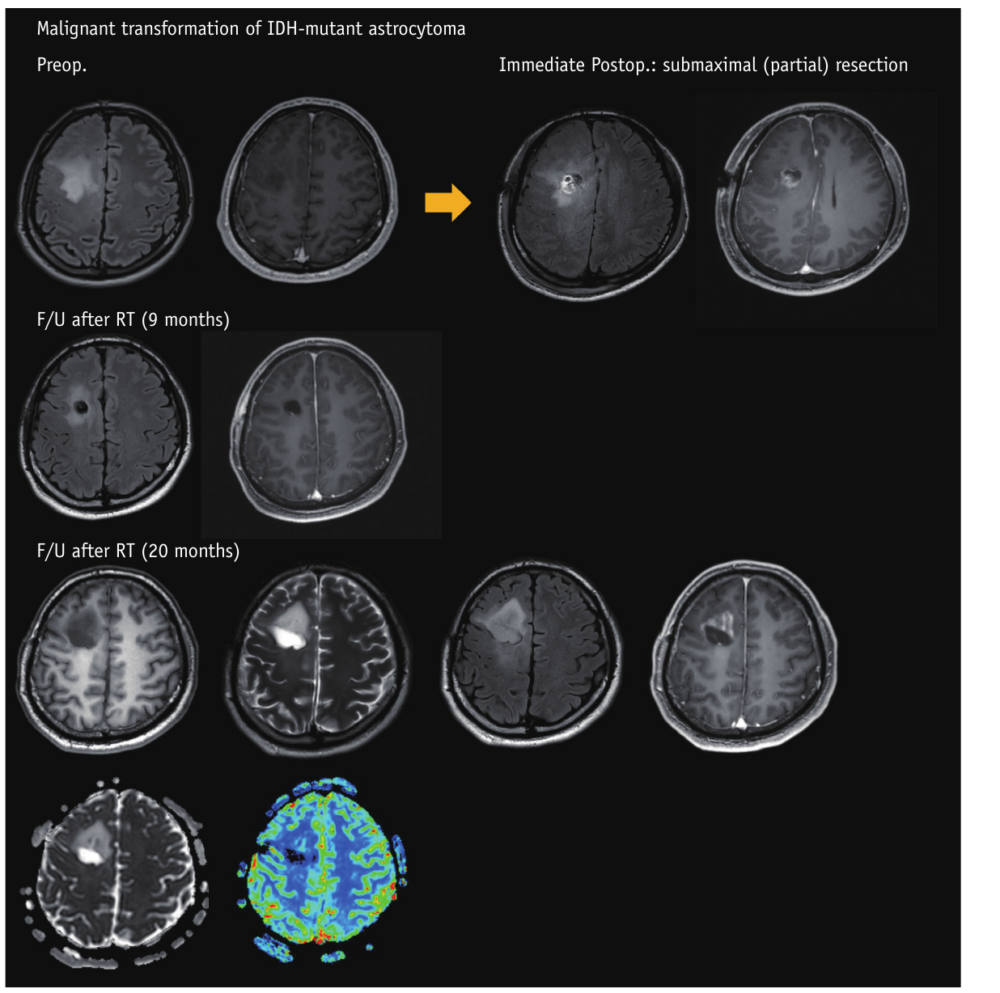 Malignant transformation of IDH-mutant astrocytoma
Preop.
Immediate Postop.: submaximal (partial) resection
F/U after RT (9 months)
F/U after RT (20 months)